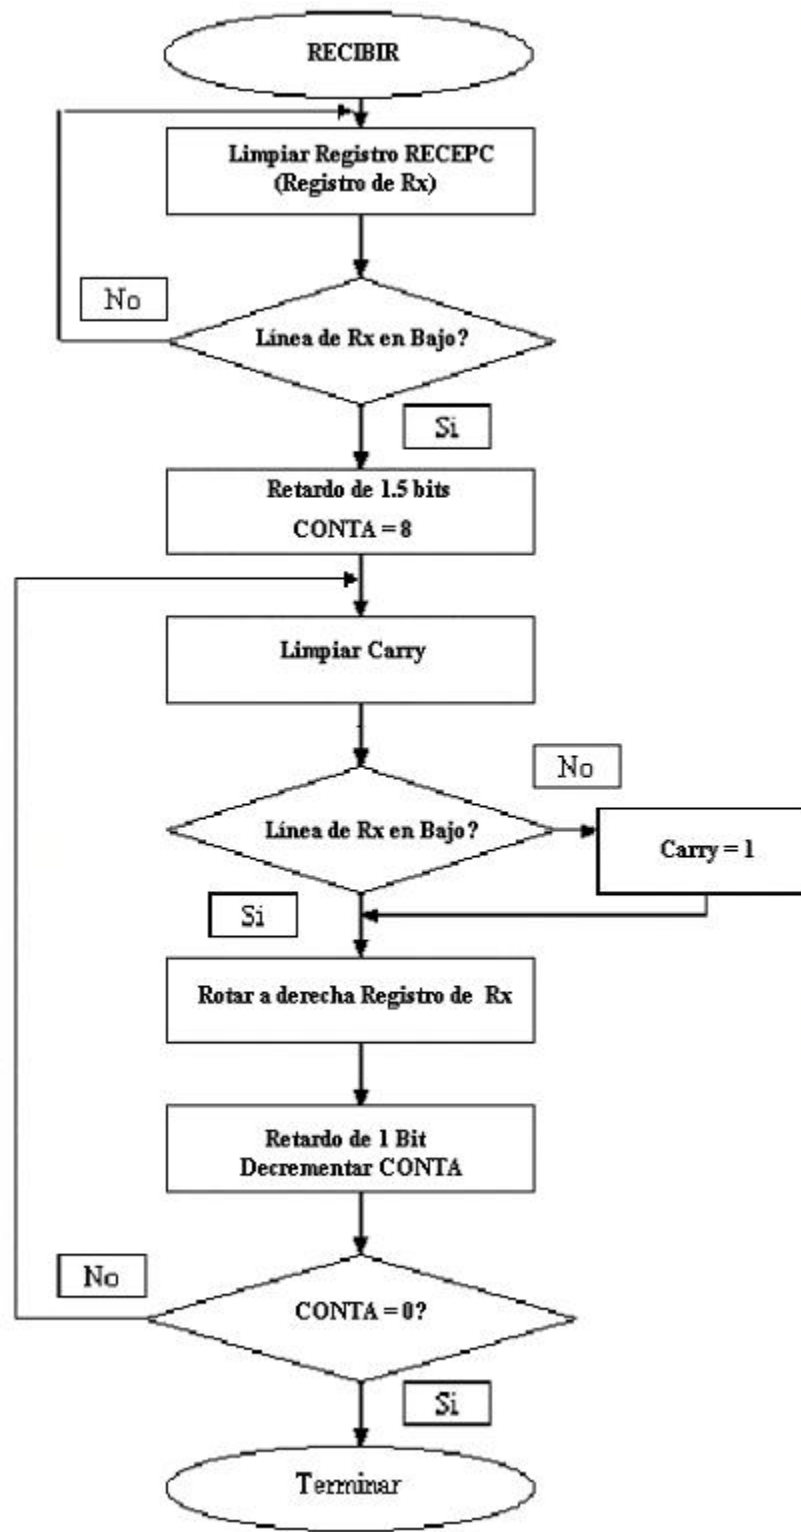 RECIBIR
Limpiar Registro RECEPC
(Registro de Rx)
No
Línea de Rx en Bajo?
Si
Retardo de 1.5 bits
CONTA = 8
Limpiar Carry
No
Línea de Rx en Bajo?
Carry = 1
Si
Rotar a derecha Registro de Rx
Retardo de 1 Bit
Decrementar CONTA
No
CONTA = 0?
Si
Terminar